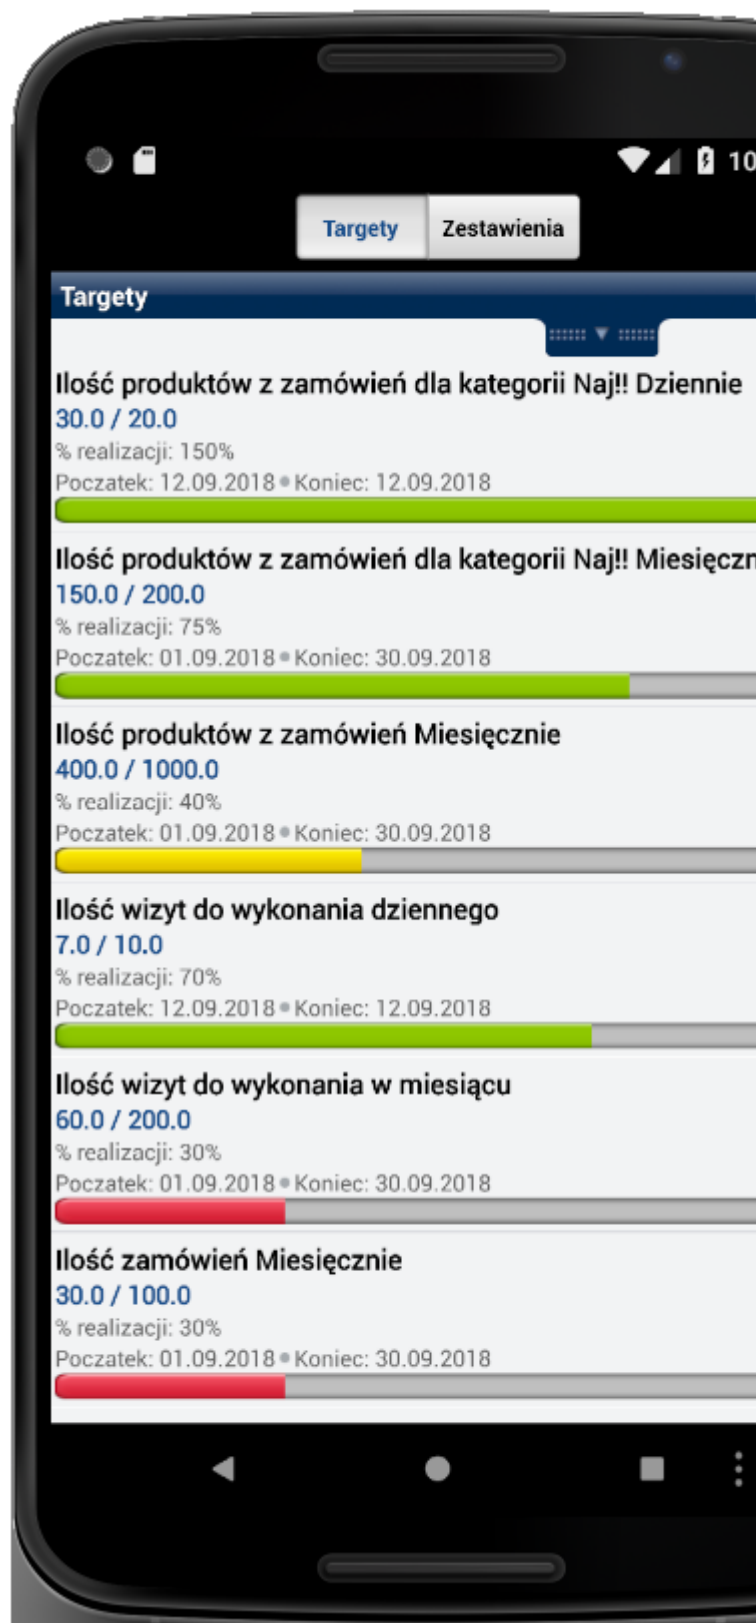 10
Targety Zestawienia
Targety
Ilość produktów z zamówień dla kategorii Naj!! Dziennie
30.0 / 20.0
% realizacji: 150%
Poczatek: 12.09.2018 Koniec: 12.09.2018
Ilość produktów z zamówień dla kategorii Naj!! Miesięczn
150.0 / 200.0
% realizacji: 75%
Poczatek: 01.09.2018 Koniec: 30.09.2018
Ilość produktów z zamówień Miesięcznie
400.0 / 1000.0
% realizacji: 40%
Poczatek: 01.09.2018 Koniec: 30.09.2018
Ilość wizyt do wykonania dziennego
7.0 / 10.0
% realizacji: 70%
Poczatek: 12.09.2018 Koniec: 12.09.2018
Ilość wizyt do wykonania w miesiącu
60.0 / 200.0
% realizacji: 30%
Poczatek: 01.09.2018 Koniec: 30.09.2018
Ilość zamówień Miesięcznie
30.0 / 100.0
% realizacji: 30%
Poczatek: 01.09.2018 Koniec: 30.09.2018